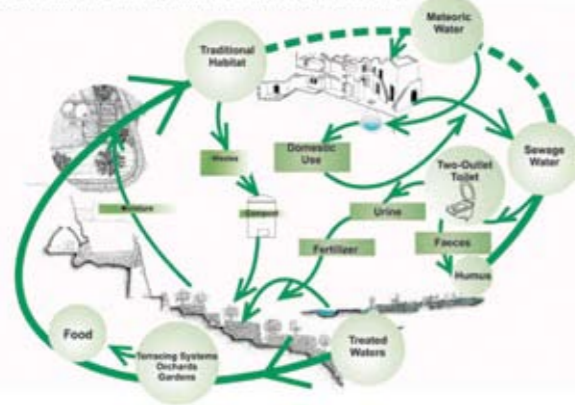 Meteoric
Water
Traditional
Habitat
Domestic
Use
Sewage
Water
Two-Outlet
Toilet
Wastes
Compost
Urine
Fertilizer
Faeces
Humus
Food
Terracing Systems
Orchards
Gardens
Treated
Waters